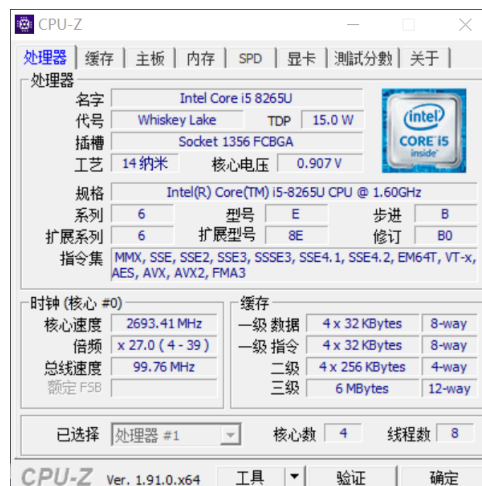 CPU-Z
处理器 缓存 主板 内存 SPD 显卡 測試分數 关于
处理器
名字 Intel Core i5 8265U
代号 Whiskey Lake TDP 15.0 W
插槽 Socket 1356 FCBGA
工艺 14 纳米 核心电压 0.907 V
(intel)
CORE i5
inside
规格 Intel(R) Core(TM) i5-8265U CPU @ 1.60GHz
系列 6 型号 E 步进 B
扩展系列 6 扩展型号 8E 修订 B0
指令集 MMX, SSE, SSE2, SSE3, SSSE3, SSE4.1, SSE4.2, EM64T, VT-x,
AES, AVX, AVX2, FMA3
时钟 (核心 #0)
核心速度 2693.41 MHz
倍频 x 27.0 ( 4 - 39 )
总线速度 99.76 MHz
额定 FSB
缓存
一级 数据 4 x 32 KBytes 8-way
一级 指令 4 x 32 KBytes 8-way
二级 4 x 256 KBytes 4-way
三级 6 MBytes 12-way
已选择 处理器 #1 核心数 4 线程数 8
CPU-Z Ver. 1.91.0.x64 工具 验证 确定